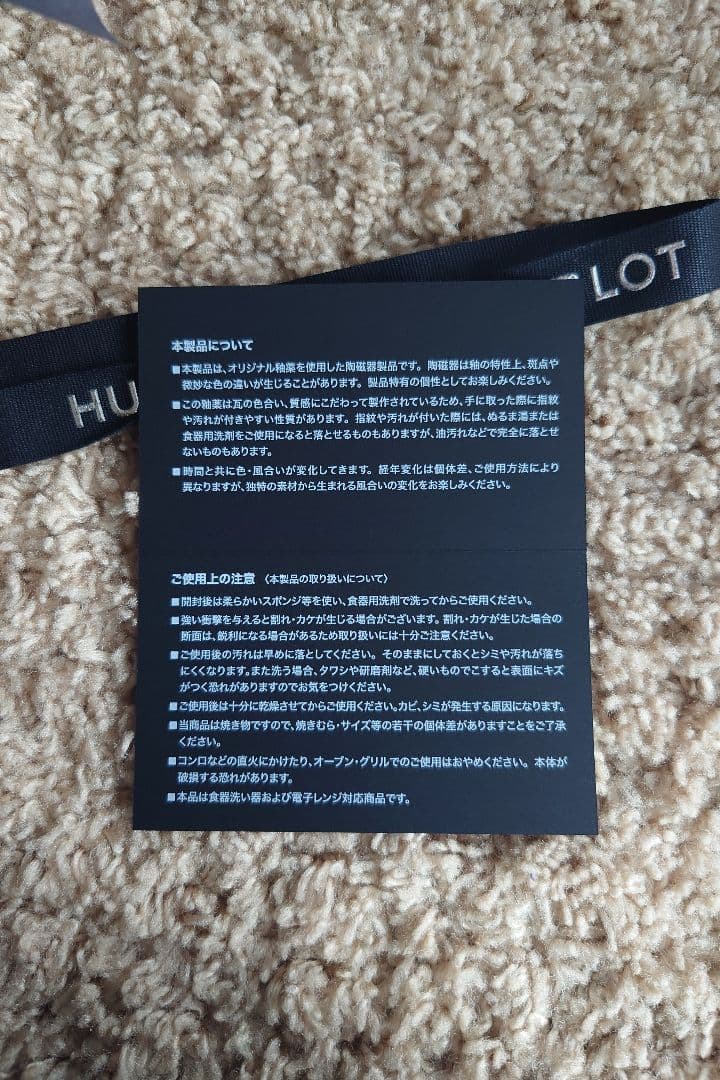 LOT
HU
本製品について
■本製品は、オリジナル釉薬を使用した陶磁器製品です。陶磁器は釉の特性上、斑点や
微妙な色の違いが生じることがあります。製品特有の個性としてお楽しみください。
■この釉薬は瓦の色合い、質感にこだわって製作されているため、手に取った際に指紋
や汚れが付きやすい性質があります。指紋や汚れが付いた際には、ぬるま湯または
食器用洗剤をご使用になると落とせるものもありますが、油汚れなどで完全に落とせ
ないものもあります。
■時間と共に色・風合いが変化してきます。経年変化は個体差、ご使用方法により
異なりますが、独特の素材から生まれる風合いの変化をお楽しみください。
ご使用上の注意 〈本製品の取り扱いについて〉
■開封後は柔らかいスポンジ等を使い、食器用洗剤で洗ってからご使用ください。
■強い衝撃を与えると割れ・カケが生じる場合がございます。割れ・カケが生じた場合の
断面は、鋭利になる場合があるため取り扱いには十分ご注意ください。
■ご使用後の汚れは早めに落としてください。そのままにしておくとシミや汚れが落ち
にくくなります。また洗う場合、タワシや研磨剤など、硬いものでこすると表面にキズ
がつく恐れがありますのでお気をつけください。
■ご使用後は十分に乾燥させてからご使用ください。カビ、シミが発生する原因になります。
■当商品は焼き物ですので、焼きむら・サイズ等の若干の個体差がありますことをご了承
ください。
■コンロなどの直火にかけたり、オーブン・グリルでのご使用はおやめください。本体が
破損する恐れがあります。
■本品は食器洗い器および電子レンジ対応商品です。